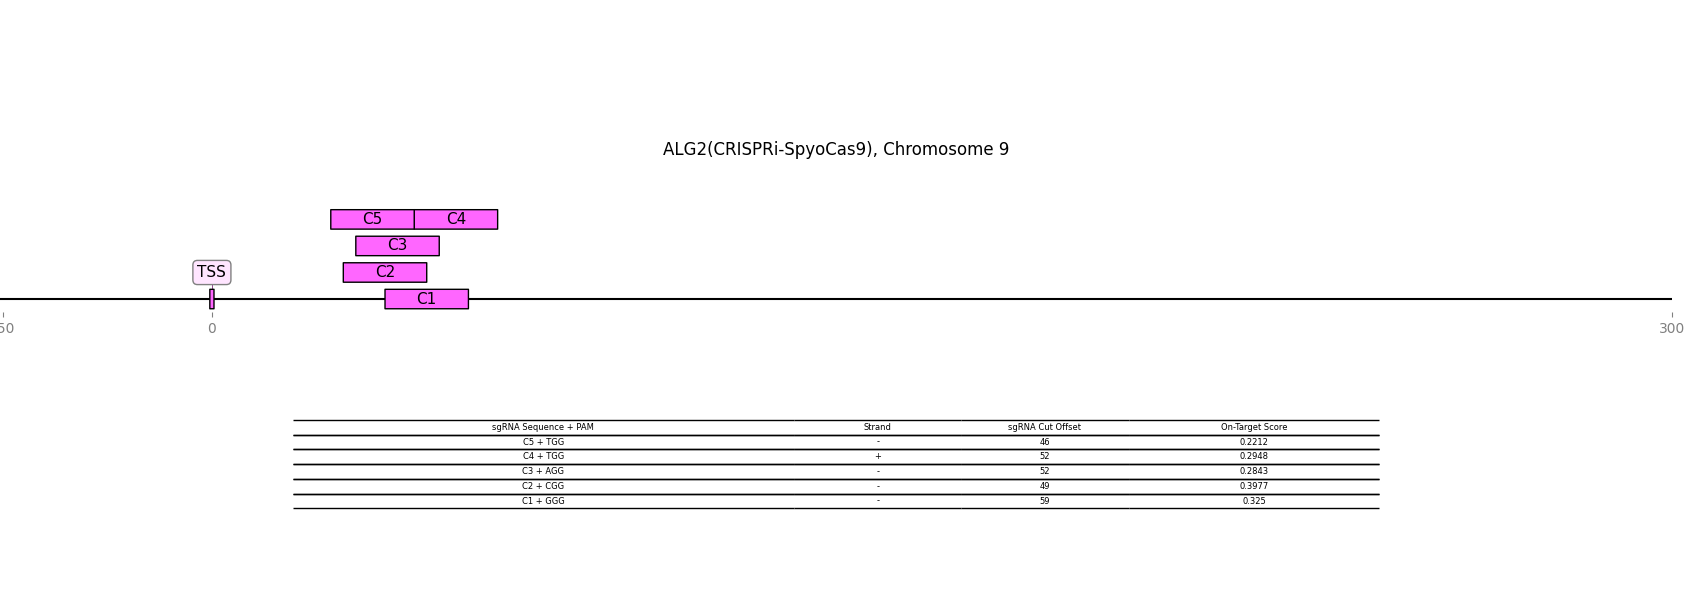 ALG2(CRISPRi-SpyoCas9), Chromosome 9
C5 C4
C3
TSS C2
C1
50 0 300
sgRNA Sequence + PAM Strand sgRNA Cut Offset On-Target Score
C5 + TGG - 46 0.2212
C4 + TGG + 52 0.2948
C3 + AGG - 52 0.2843
C2 + CGG - 49 0.3977
C1 + GGG - 59 0.325